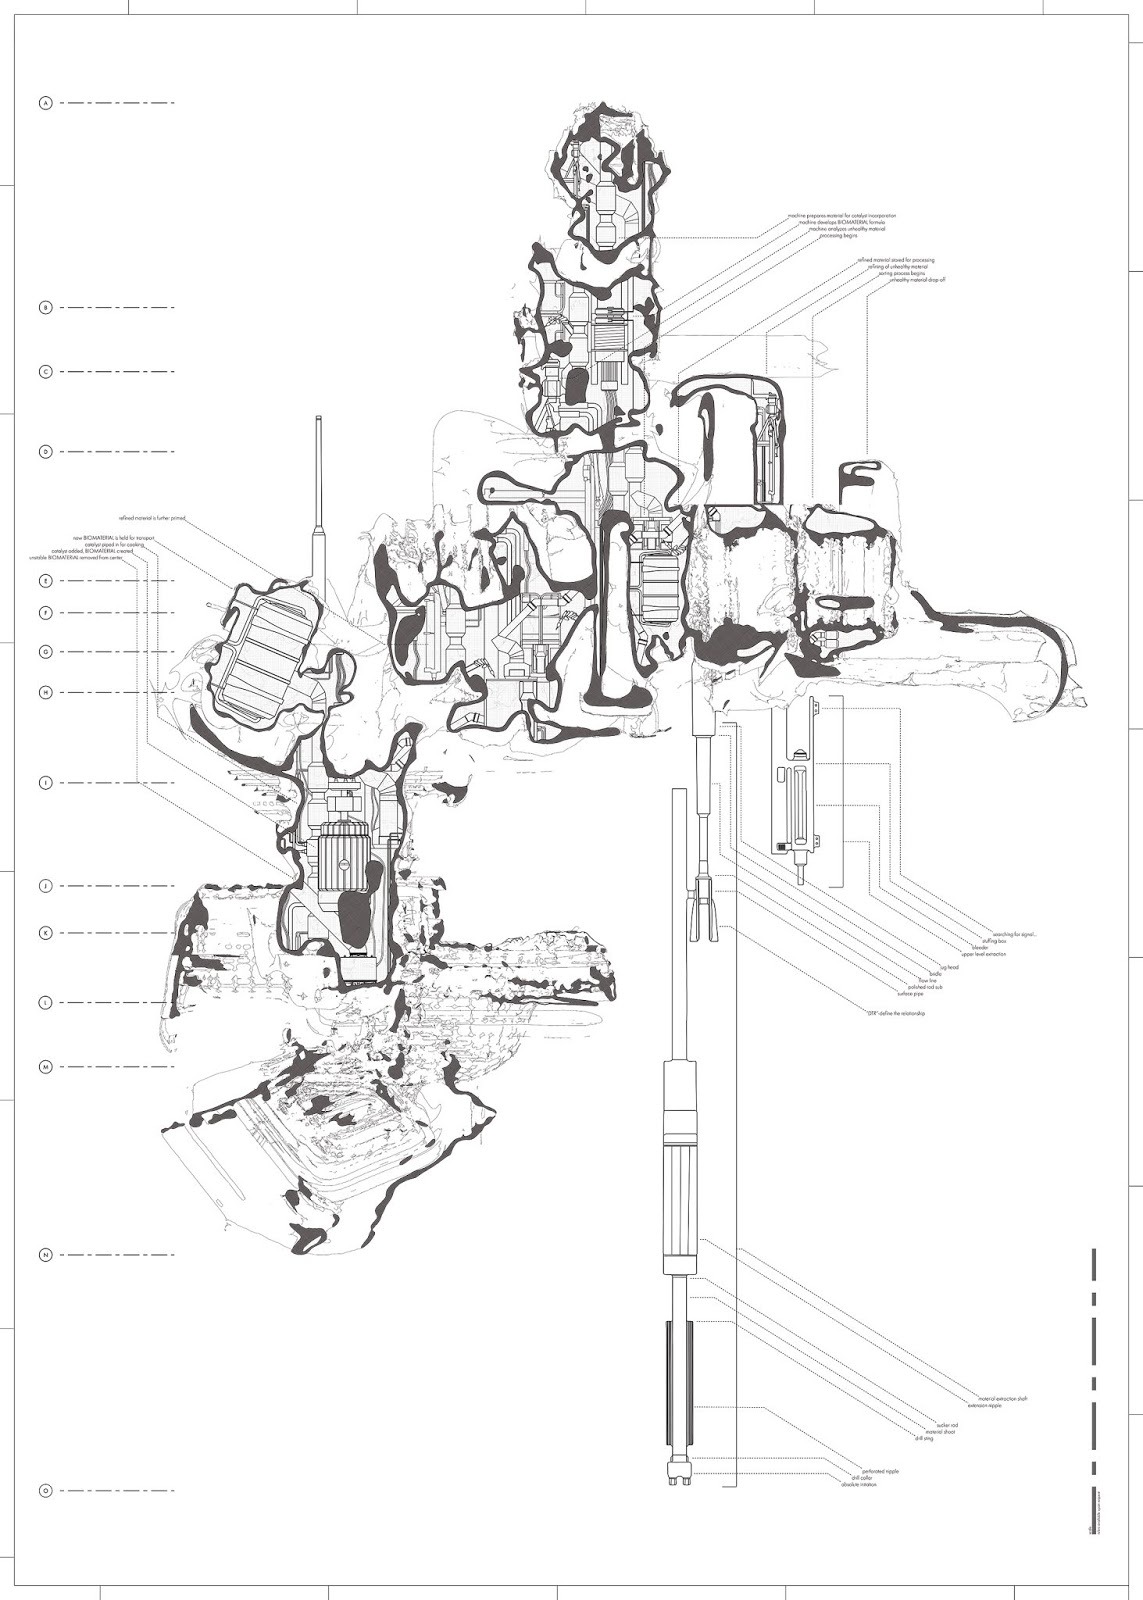 A
machine prepares material for catalyst incorporation
machine develops BIOMATERIAL formula
machine analyzes unhealthy material
processing begins
refined material stored for processing
refining of unhealthy material
sorting process begins
unhealthy material drop off
B
C
D
refined material is further primed
new BIOMATERIAL is held for transport
catalyst piped in for cooking
catalyst added, BIOMATERIAL created
unstable BIOMATERIAL removed from center
E
F
G
H
I
J
K
L
M
N
O
searching for signal...
stuffing box
bleeder
upper level extraction
lug head
bridle
flow line
polished rod sub
surface pipe
"DTR"-define the relationship
material extraction shaft
extension nipple
sucker rod
material shoot
drill string
perforated nipple
drill collar
absolute irritation